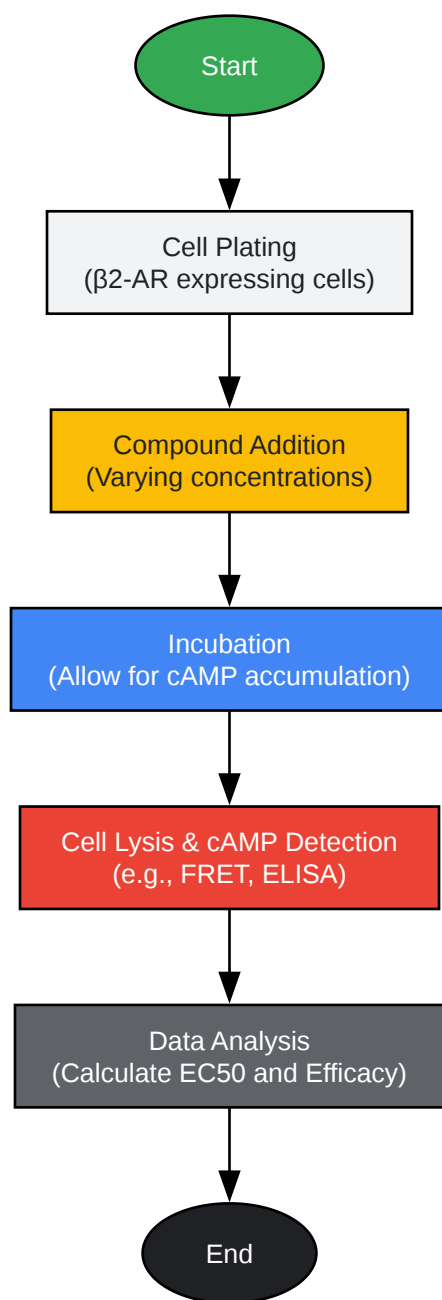 Start
Cell Plating
(β2-AR expressing cells)
Compound Addition
(Varying concentrations)
Incubation
(Allow for cAMP accumulation)
Cell Lysis & cAMP Detection
(e.g., FRET, ELISA)
Data Analysis
(Calculate EC50 and Efficacy)
End